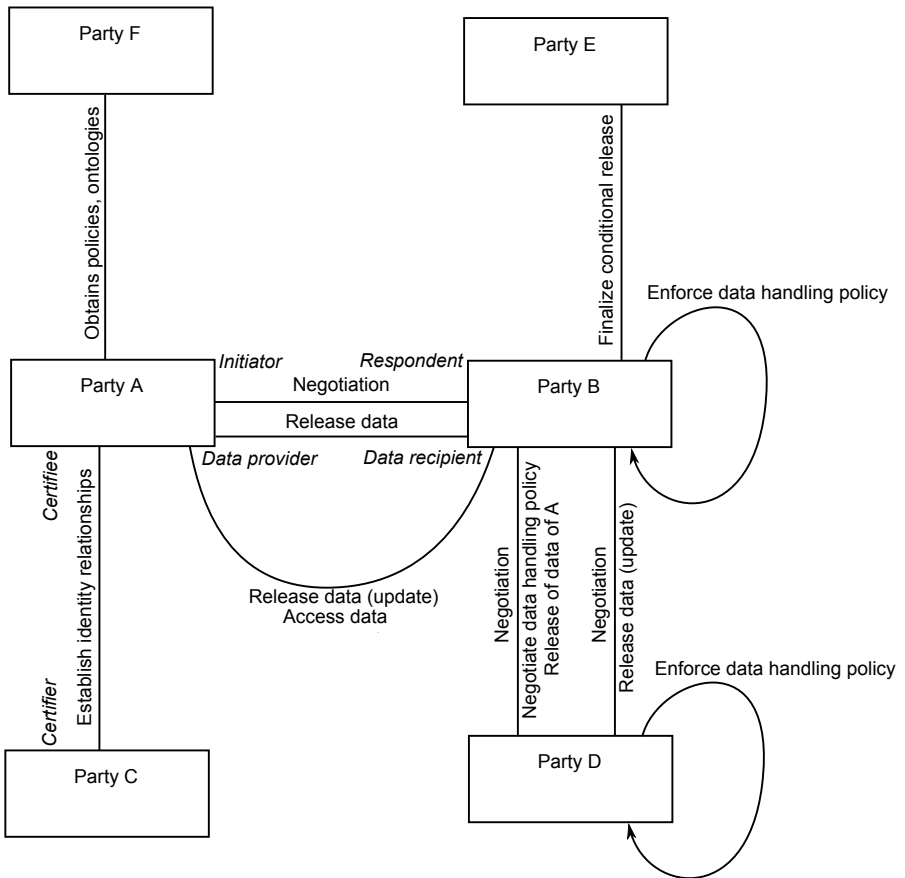 Party F
Party E
Obtains policies, ontologies
Finalize conditional release
Enforce data handling policy
Party A
Initiator
Respondent
Negotiation
Party B
Release data
Data provider
Data recipient
Certifiee
Establish identity relationships
Certifier
Release data (update)
Access data
Negotiation
Negotiate data handling policy
Release of data of A
Negotiation
Release data (update)
Enforce data handling policy
Party C
Party D